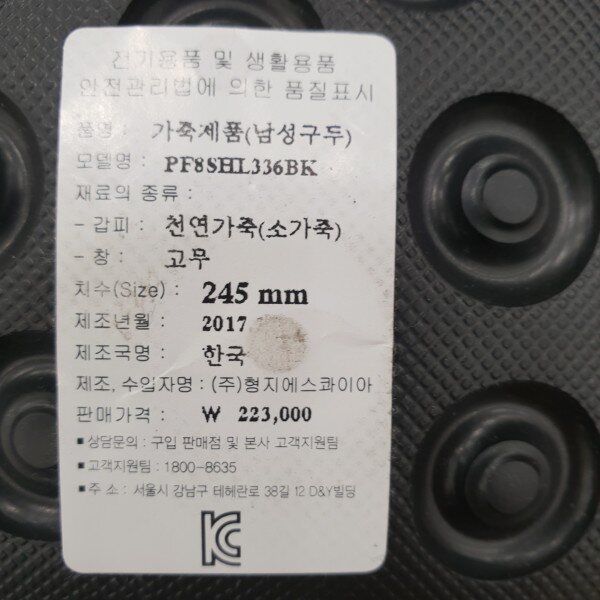 전기용품 및 생활용품
안전관리법에 의한 품질표시
품명 : 가죽제품(남성구두)
모델명 : PF8SHL336BK
재료의 종류 :
- 갑피 : 천연가죽(소가죽)
- 창 : 고무
치수(Size) : 245 mm
제조년월 : 2017
제조국명 : 한국
제조, 수입자명 : (주)형지에스콰이아
판매가격 : ₩ 223,000
■ 상담문의 : 구입 판매점 및 본사 고객지원팀
■ 고객지원팀 : 1800-8635
■ 주 소 : 서울시 강남구 테헤란로 38길 12 D&Y빌딩
KC